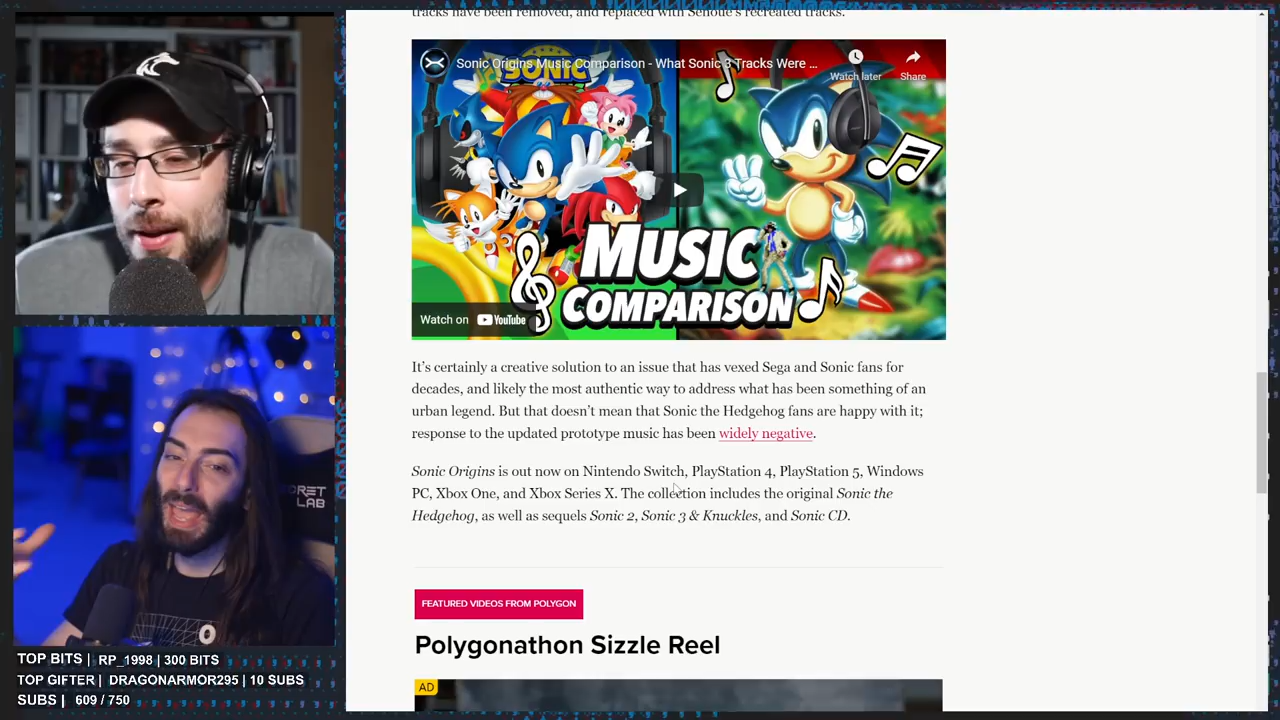 tracks have been removed, and replaced with Senoue's recreated tracks.
Sonic Origins Music Comparison - What Sonic 3 Tracks Were ...
Watch later
Share
SONIC
MUSIC
COMPARISON
Watch on YouTube
It's certainly a creative solution to an issue that has vexed Sega and Sonic fans for
decades, and likely the most authentic way to address what has been something of an
urban legend. But that doesn't mean that Sonic the Hedgehog fans are happy with it;
response to the updated prototype music has been widely negative.
Sonic Origins is out now on Nintendo Switch, PlayStation 4, PlayStation 5, Windows
PC, Xbox One, and Xbox Series X. The collection includes the original Sonic the
Hedgehog, as well as sequels Sonic 2, Sonic 3 & Knuckles, and Sonic CD.
FEATURED VIDEOS FROM POLYGON
Polygonathon Sizzle Reel
AD
RET
LAB
TOP BITS | RP_1998 | 300 BITS
TOP GIFTER | DRAGONARMOR295 | 10 SUBS
SUBS | 609 / 750